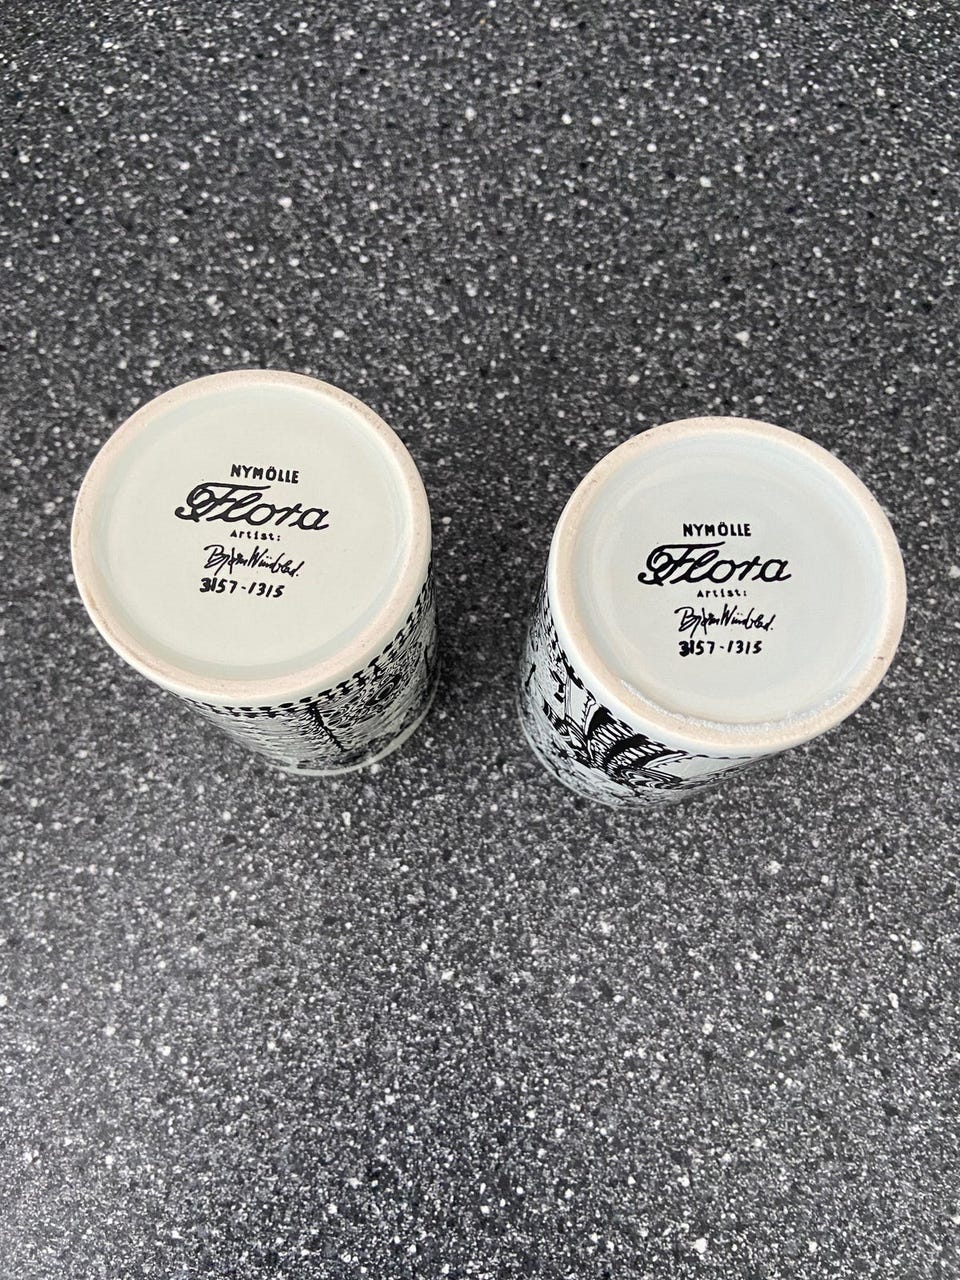 NYMÖLLE
Flora
Artist:
Bjørn Wiinblad.
3157-1315
NYMÖLLE
Flora
Artist:
Bjørn Wiinblad.
3157-1315